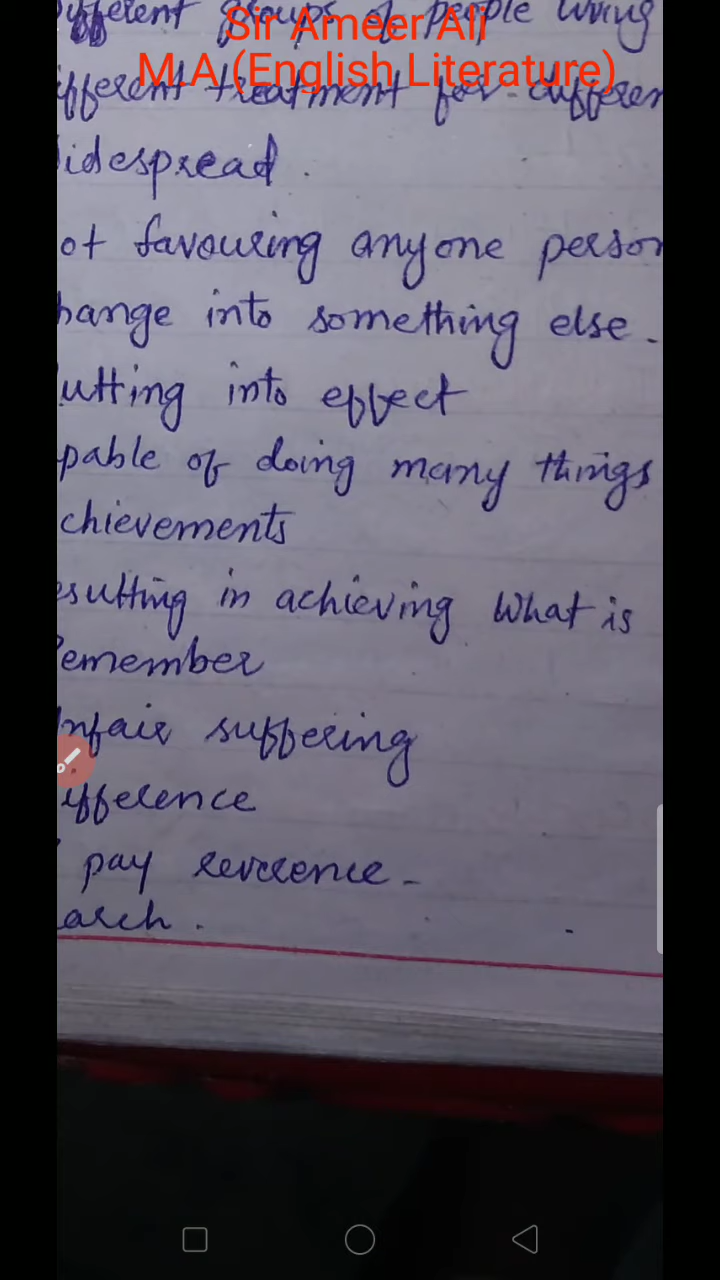 Different groups of people living
Sir Ameer Ali
M.A (English Literature)
ifferent treatment for differen
idespread.
ot favouring anyone person
hange into something else.
utting into effect
pable of doing many things
chievements
esulting in achieving what is
emember
nfair suffering
ifference
pay reverence-
arch.